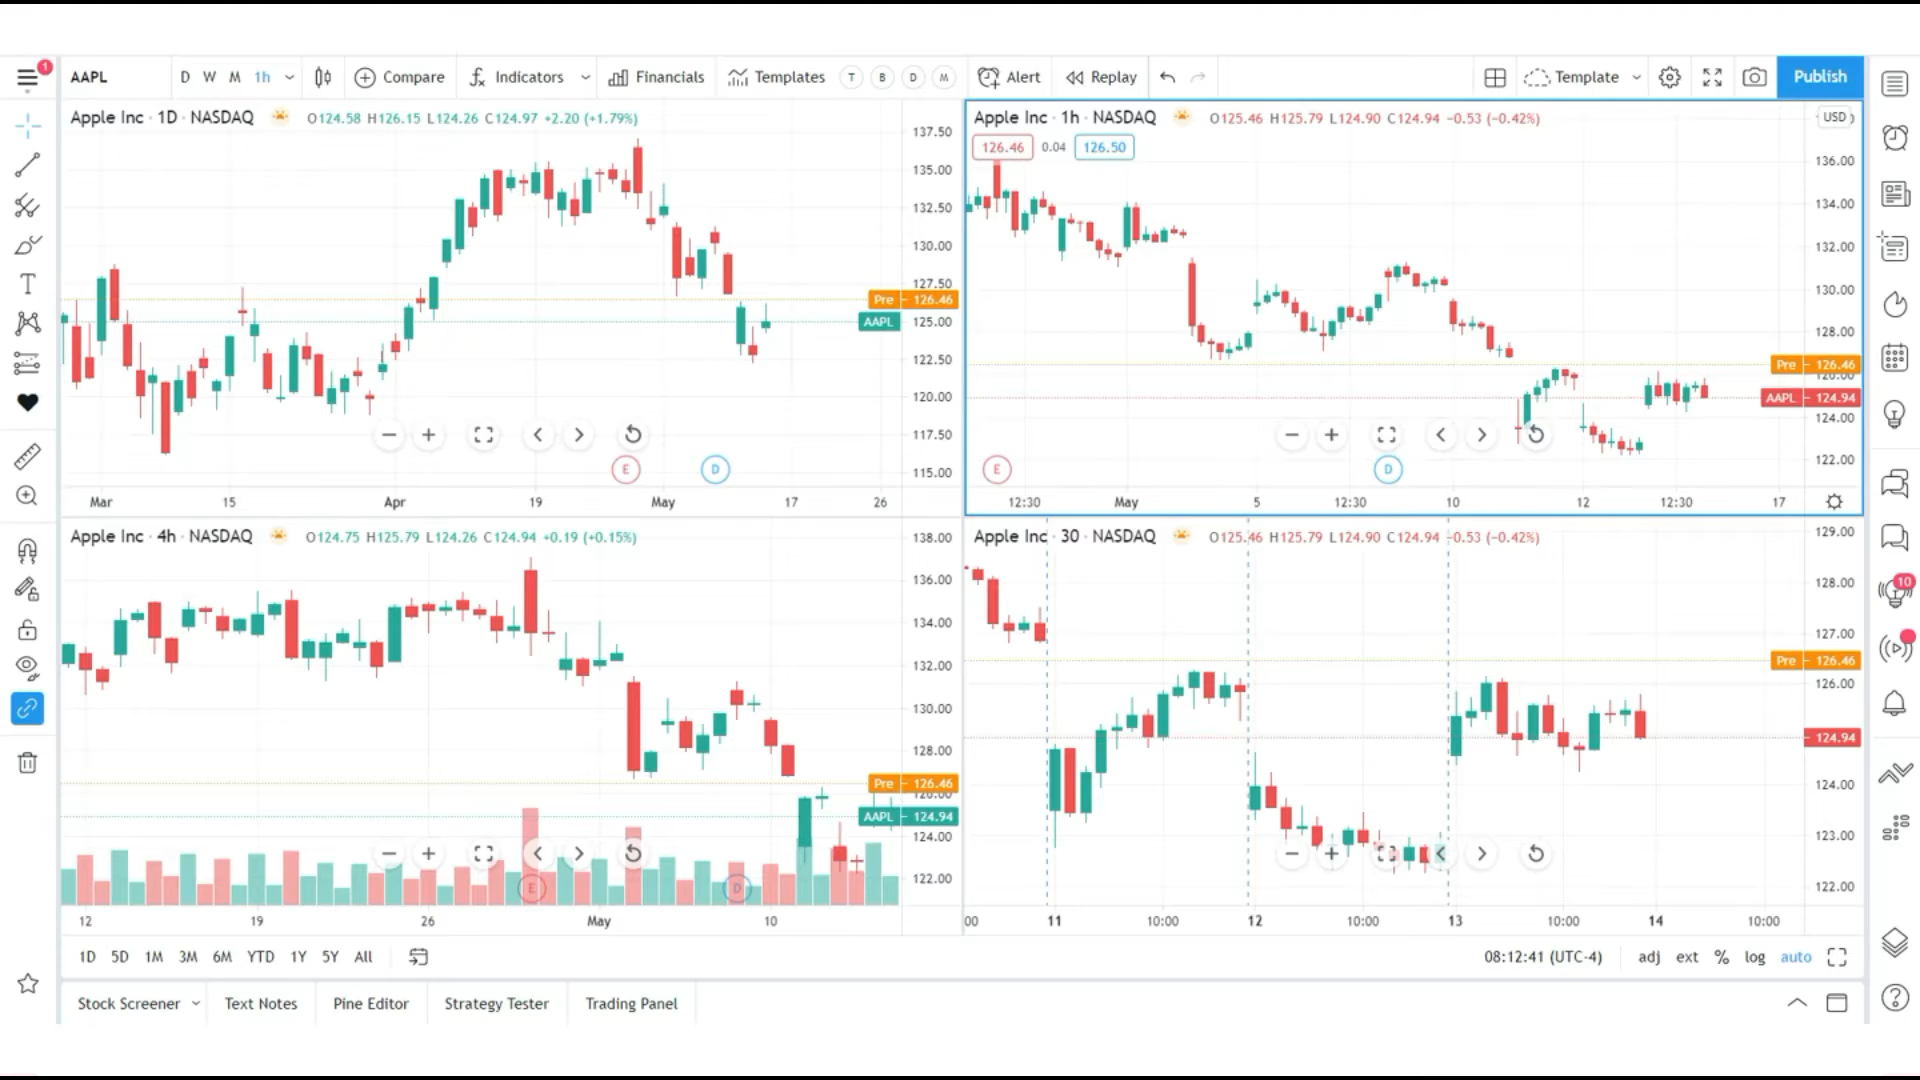 1
AAPL
D W M 1h
Compare
Indicators
Financials
Templates
T B D M
Alert
Replay
Template
Publish
Apple Inc · 1D · NASDAQ
O124.58 H126.15 L124.26 C124.97 +2.20 (+1.79%)
137.50
135.00
132.50
130.00
127.50
Pre 126.46
AAPL 125.00
122.50
120.00
117.50
115.00
E D
Mar 15 Apr 19 May 17 26
Apple Inc · 1h · NASDAQ
O125.46 H125.79 L124.90 C124.94 −0.53 (−0.42%)
USD
126.46 0.04 126.50
136.00
134.00
132.00
130.00
128.00
Pre 126.46
126.00
AAPL 124.94
124.00
122.00
E D
12:30 May 5 12:30 10 12 12:30 17
Apple Inc · 4h · NASDAQ
O124.75 H125.79 L124.26 C124.94 +0.19 (+0.15%)
138.00
136.00
134.00
132.00
130.00
128.00
Pre 126.46
126.00
AAPL 124.94
124.00
122.00
E D
12 19 26 May 10
Apple Inc · 30 · NASDAQ
O125.46 H125.79 L124.90 C124.94 −0.53 (−0.42%)
129.00
128.00
127.00
Pre 126.46
126.00
124.94
124.00
123.00
122.00
00 11 10:00 12 10:00 13 10:00 14 10:00
10
1D 5D 1M 3M 6M YTD 1Y 5Y All
08:12:41 (UTC-4)
adj ext % log auto
Stock Screener
Text Notes
Pine Editor
Strategy Tester
Trading Panel